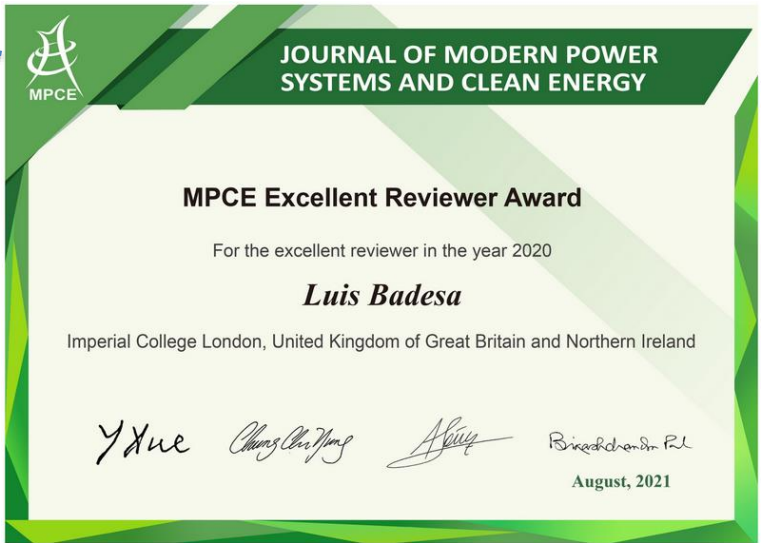 MPCE
JOURNAL OF MODERN POWER
SYSTEMS AND CLEAN ENERGY
MPCE Excellent Reviewer Award
For the excellent reviewer in the year 2020
Luis Badesa
Imperial College London, United Kingdom of Great Britain and Northern Ireland
Y Xue
August, 2021